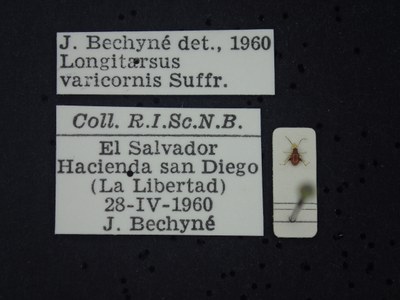 J. Bechyné det., 1960
Longitarsus
varicornis Suffr.
Coll. R.I.Sc.N.B.
El Salvador
Hacienda san Diego
(La Libertad)
28-IV-1960
J. Bechyné